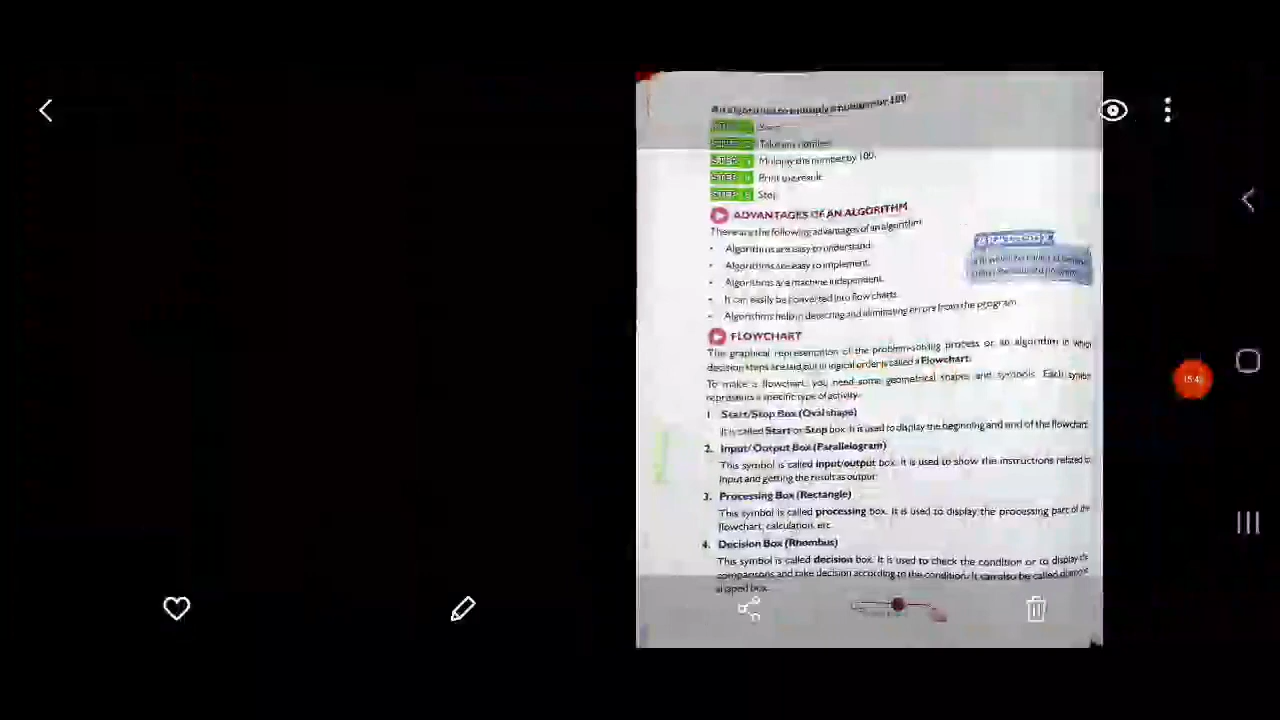 An algorithm to multiply a number by 100
STEP 1 Start
STEP 2 Take any number.
STEP 3 Multiply the number by 100.
STEP 4 Print the result.
STEP 5 Stop
ADVANTAGES OF AN ALGORITHM
There are the following advantages of an algorithm:
• Algorithms are easy to understand.
• Algorithms are easy to implement.
• Algorithms are machine independent.
• It can easily be converted into flow charts.
• Algorithms help in detecting and eliminating errors from the program.
FLOWCHART
The graphical representation of the problem-solving process or an algorithm in which
decision steps are laid out in logical order is called a Flowchart.
To make a flowchart, you need some geometrical shapes and symbols. Each symbol
represents a specific type of activity.
1. Start/Stop Box (Oval shape)
It is called Start or Stop box. It is used to display the beginning and end of the flowchart.
2. Input/Output Box (Parallelogram)
This symbol is called input/output box. It is used to show the instructions related to
input and getting the result as output.
3. Processing Box (Rectangle)
This symbol is called processing box. It is used to display the processing part of the
flowchart, calculation, etc.
4. Decision Box (Rhombus)
This symbol is called decision box. It is used to check the condition or to display the
comparisons and take decision according to the condition. It can also be called diamond
shaped box.